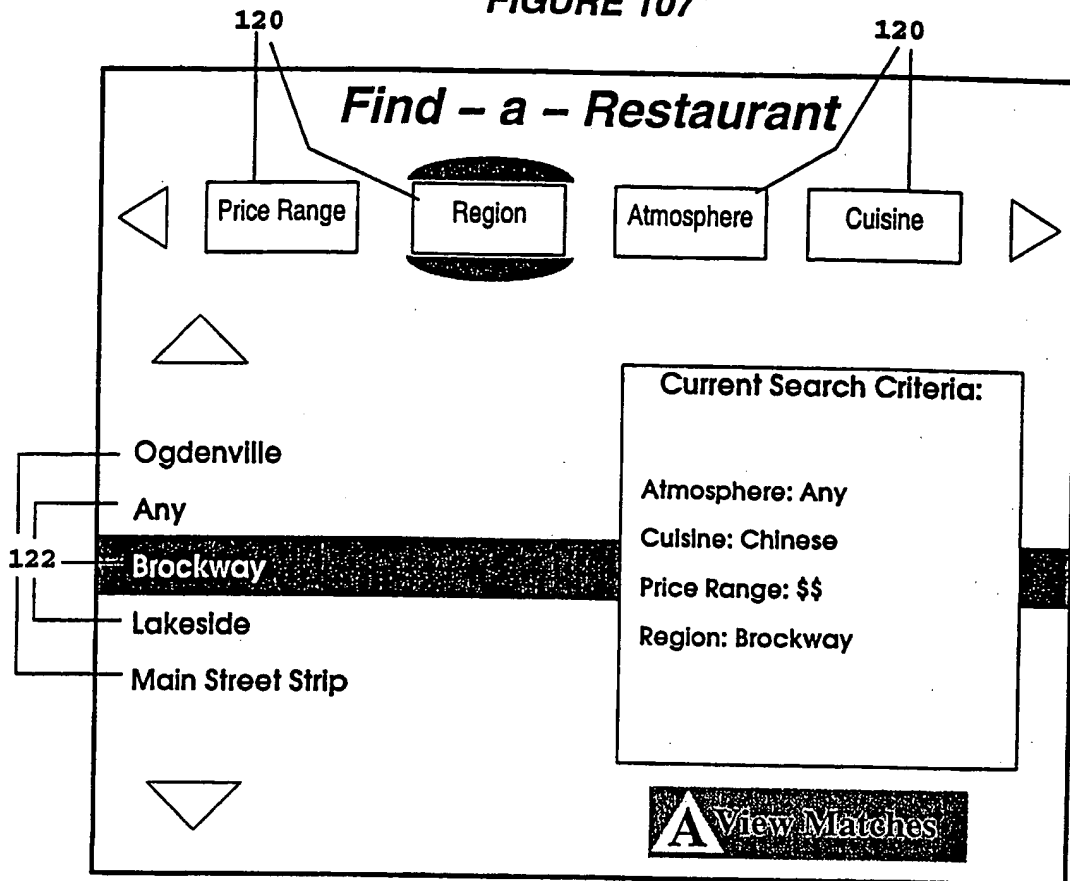 FIGURE 107
120
120
Find – a – Restaurant
Price Range
Region
Atmosphere
Cuisine
Current Search Criteria:
Ogdenville
Any
Brockway
Lakeside
Main Street Strip
122
Atmosphere: Any
Cuisine: Chinese
Price Range: $$
Region: Brockway
A View Matches